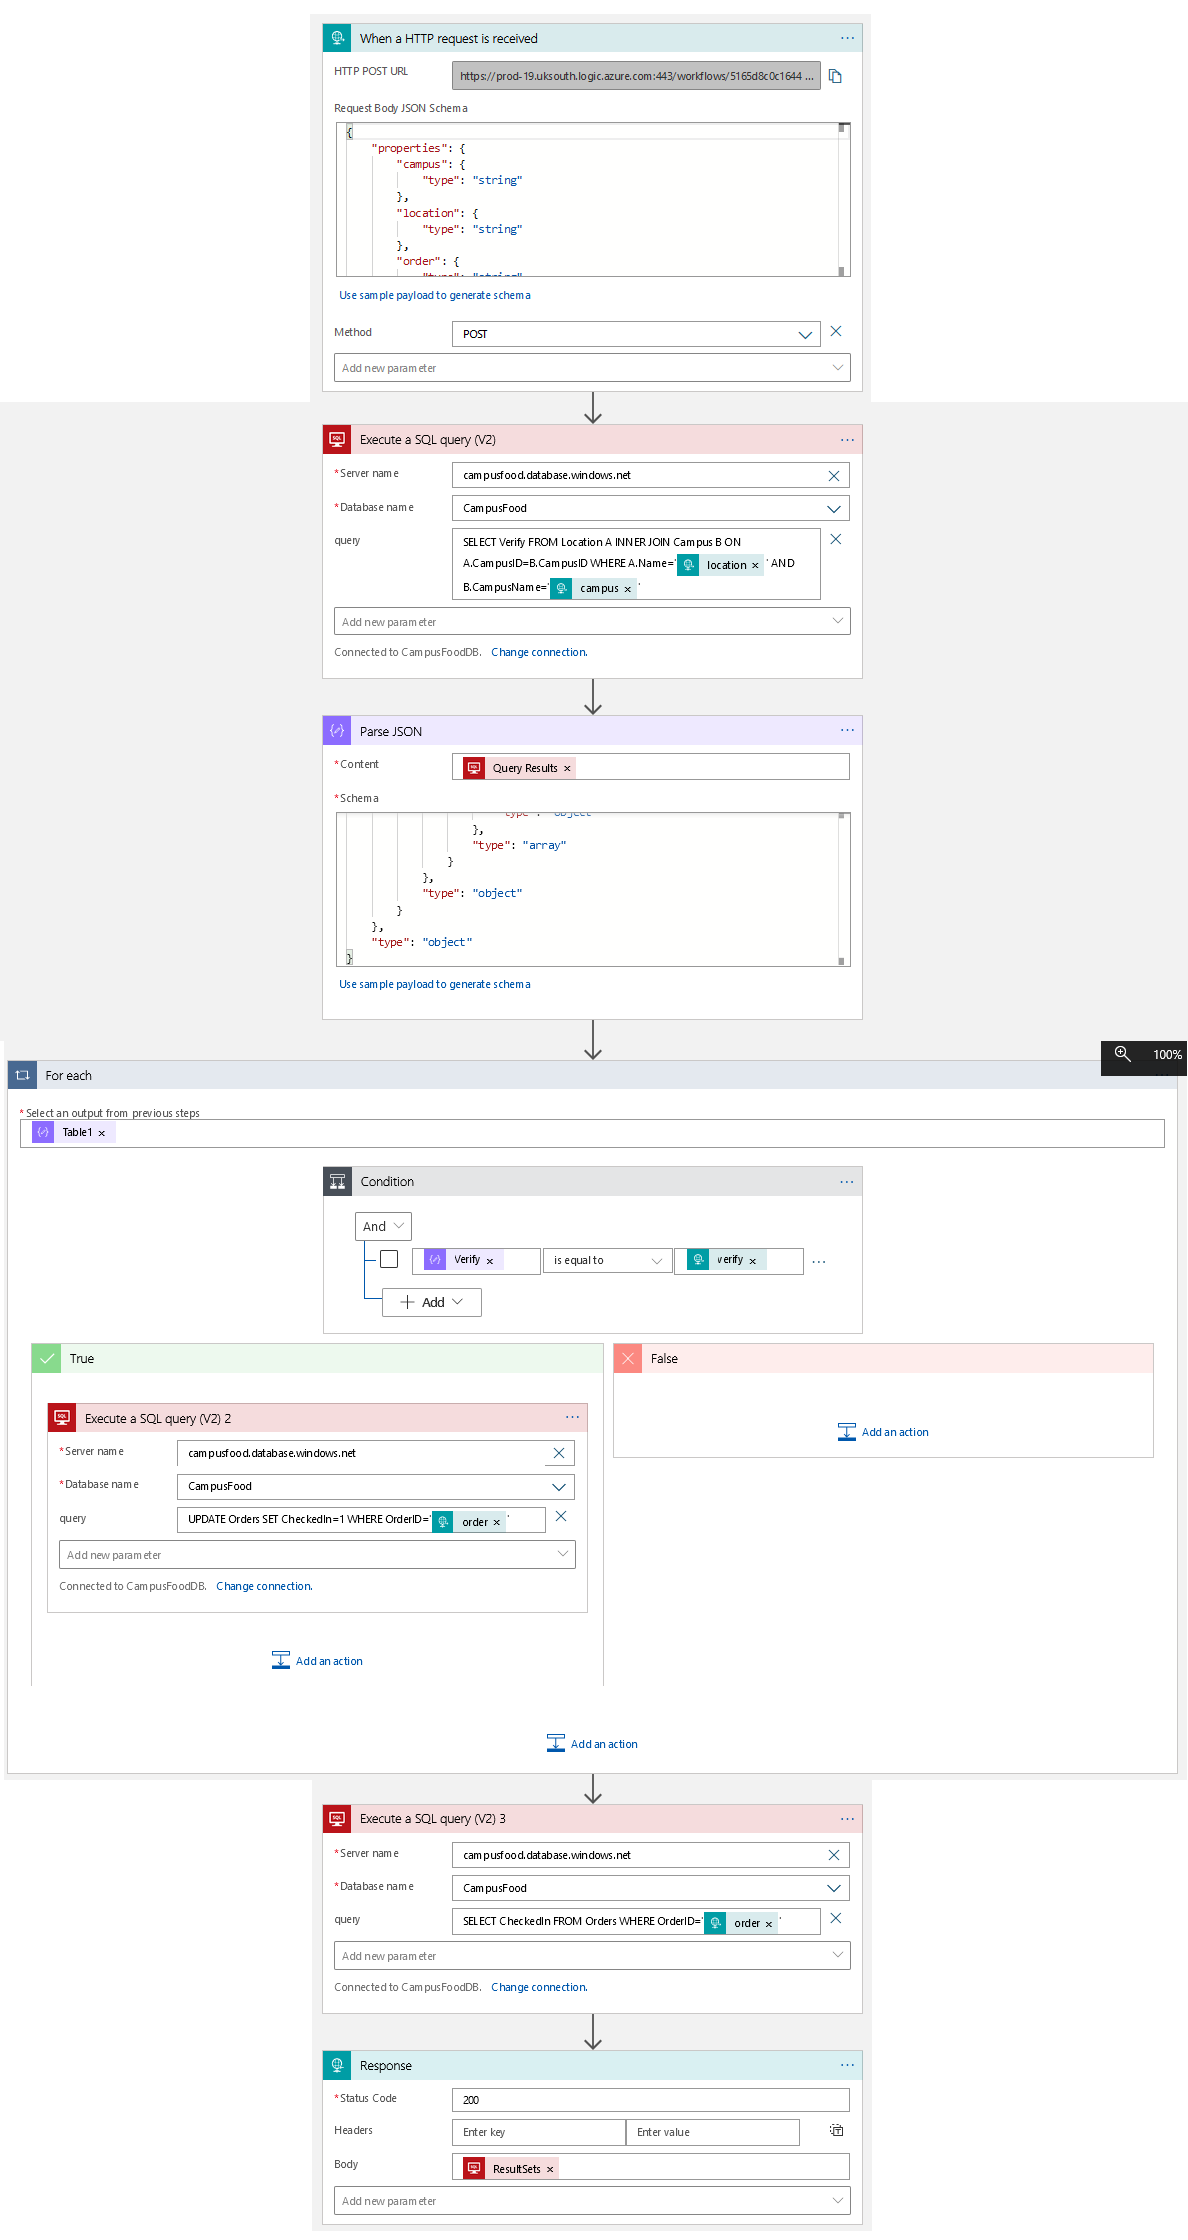 When a HTTP request is received
HTTP POST URL
https://prod-19.uksouth.logic.azure.com:443/workflows/5165d8c0c1644 ...
Request Body JSON Schema
{
"properties": {
"campus": {
"type": "string"
},
"location": {
"type": "string"
},
"order": {
"type": "string"
Use sample payload to generate schema
Method
POST
Add new parameter
Execute a SQL query (V2)
*Server name
campusfood.database.windows.net
*Database name
CampusFood
query
SELECT Verify FROM Location A INNER JOIN Campus B ON
A.CampusID=B.CampusID WHERE A.Name=' location × ' AND
B.CampusName=' campus × '
Add new parameter
Connected to CampusFoodDB. Change connection.
Parse JSON
*Content
Query Results ×
*Schema
"type": "object"
},
"type": "array"
}
},
"type": "object"
}
},
"type": "object"
}
Use sample payload to generate schema
100%
For each
*Select an output from previous steps
Table1 ×
Condition
And
Verify × is equal to verify ×
+ Add
True
False
Execute a SQL query (V2) 2
*Server name
campusfood.database.windows.net
*Database name
CampusFood
query
UPDATE Orders SET CheckedIn=1 WHERE OrderID=' order × '
Add new parameter
Connected to CampusFoodDB. Change connection.
Add an action
Add an action
Add an action
Execute a SQL query (V2) 3
*Server name
campusfood.database.windows.net
*Database name
CampusFood
query
SELECT CheckedIn FROM Orders WHERE OrderID=' order × '
Add new parameter
Connected to CampusFoodDB. Change connection.
Response
*Status Code
200
Headers
Enter key
Enter value
Body
ResultSets ×
Add new parameter